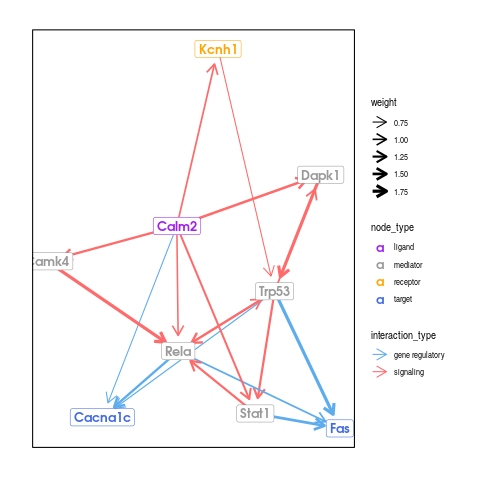 Kcnh1
Dapk1
Calm2
Camk4
Trp53
Rela
Cacna1c
Stat1
Fas
weight
0.75
1.00
1.25
1.50
1.75
node_type
a ligand
a mediator
a receptor
a target
interaction_type
gene regulatory
signaling